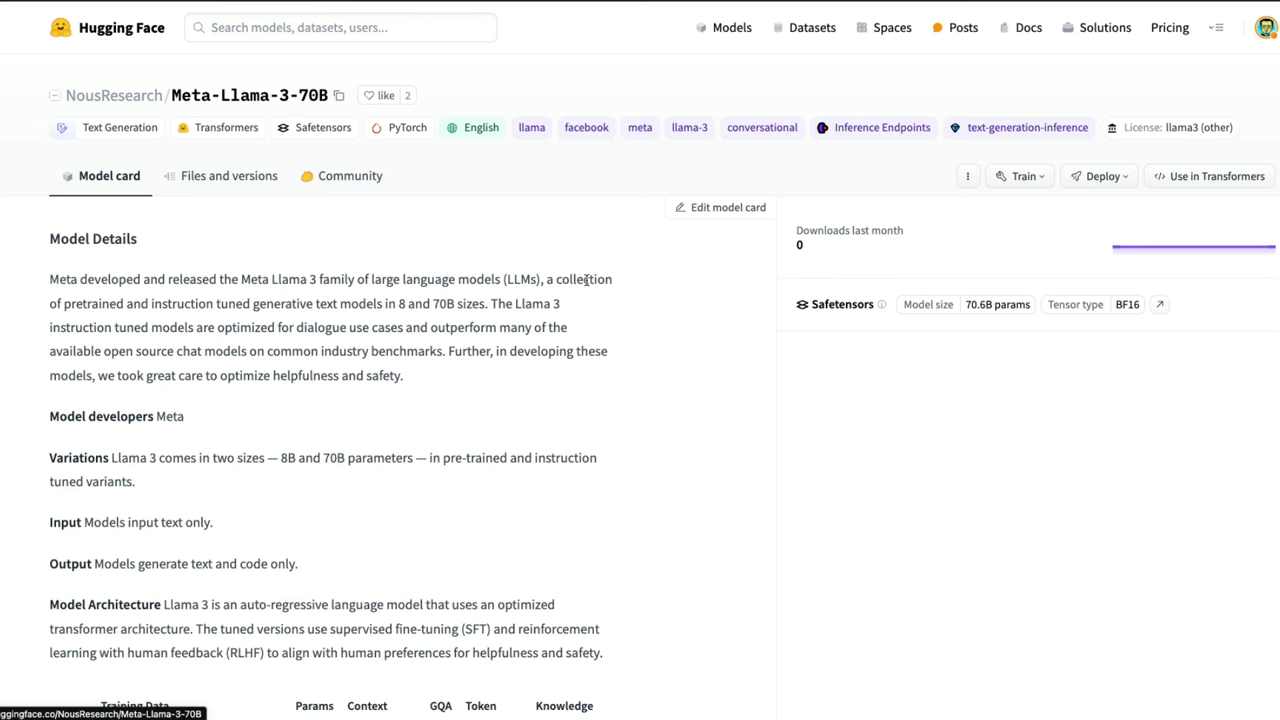 Hugging Face
Search models, datasets, users...
Models
Datasets
Spaces
Posts
Docs
Solutions
Pricing
NousResearch/Meta-Llama-3-70B
like 2
Text Generation
Transformers
Safetensors
PyTorch
English
llama
facebook
meta
llama-3
conversational
Inference Endpoints
text-generation-inference
License: llama3 (other)
Model card
Files and versions
Community
Train
Deploy
Use in Transformers
Edit model card
Model Details
Meta developed and released the Meta Llama 3 family of large language models (LLMs), a collection
of pretrained and instruction tuned generative text models in 8 and 70B sizes. The Llama 3
instruction tuned models are optimized for dialogue use cases and outperform many of the
available open source chat models on common industry benchmarks. Further, in developing these
models, we took great care to optimize helpfulness and safety.
Model developers Meta
Variations Llama 3 comes in two sizes — 8B and 70B parameters — in pre-trained and instruction
tuned variants.
Input Models input text only.
Output Models generate text and code only.
Model Architecture Llama 3 is an auto-regressive language model that uses an optimized
transformer architecture. The tuned versions use supervised fine-tuning (SFT) and reinforcement
learning with human feedback (RLHF) to align with human preferences for helpfulness and safety.
Training Data
Params
Context
GQA
Token
Knowledge
Downloads last month
0
Safetensors
Model size 70.6B params
Tensor type BF16
ggingface.co/NousResearch/Meta-Llama-3-70B